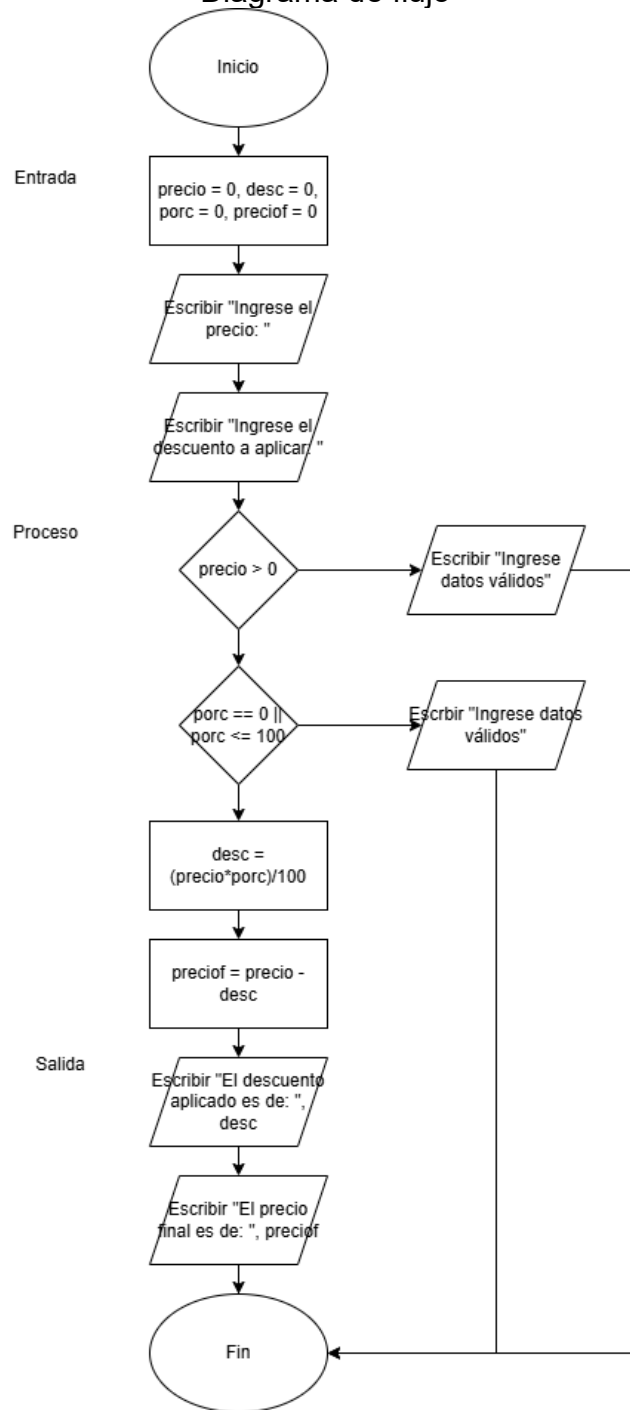 Diagrama de flujo
Inicio
Entrada
precio = 0, desc = 0,
porc = 0, preciof = 0
Escribir "Ingrese el
precio: "
Escribir "Ingrese el
descuento a aplicar: "
Proceso
precio > 0
Escribir "Ingrese
datos válidos"
porc == 0 ||
porc <= 100
Escrbir "Ingrese datos
válidos"
desc =
(precio*porc)/100
preciof = precio -
desc
Salida
Escribir "El descuento
aplicado es de: ",
desc
Escribir "El precio
final es de: ", preciof
Fin